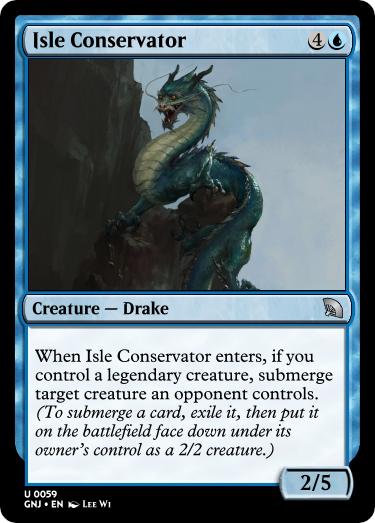 Isle Conservator 4
Creature — Drake
When Isle Conservator enters, if you
control a legendary creature, submerge
target creature an opponent controls.
(To submerge a card, exile it, then put it
on the battlefield face down under its
owner's control as a 2/2 creature.)
2/5
U 0059
GNJ • EN Lee Wi